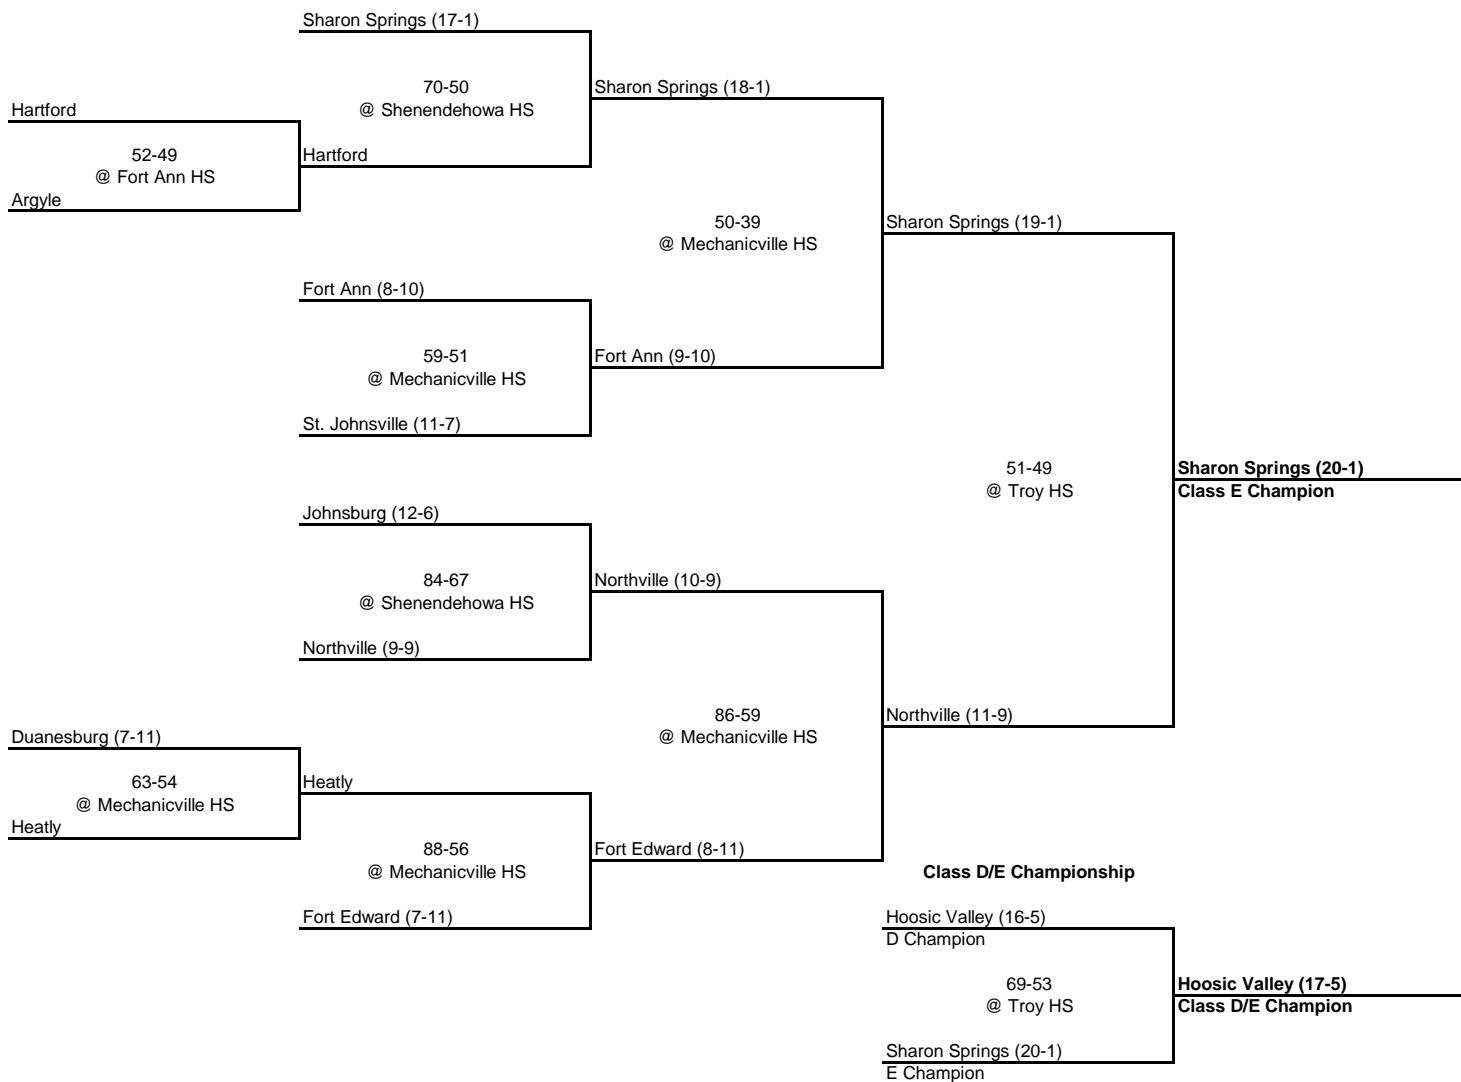 Sharon Springs (17-1)
70-50
@ Shenendehowa HS
Sharon Springs (18-1)
Hartford
52-49
@ Fort Ann HS
Hartford
Argyle
50-39
@ Mechanicville HS
Sharon Springs (19-1)
Fort Ann (8-10)
59-51
@ Mechanicville HS
Fort Ann (9-10)
St. Johnsville (11-7)
51-49
@ Troy HS
Sharon Springs (20-1)
Class E Champion
Johnsburg (12-6)
84-67
@ Shenendehowa HS
Northville (10-9)
Northville (9-9)
86-59
@ Mechanicville HS
Northville (11-9)
Duanesburg (7-11)
63-54
@ Mechanicville HS
Heatly
Heatly
88-56
@ Mechanicville HS
Fort Edward (8-11)
Fort Edward (7-11)
Class D/E Championship
Hoosic Valley (16-5)
D Champion
69-53
@ Troy HS
Hoosic Valley (17-5)
Class D/E Champion
Sharon Springs (20-1)
E Champion